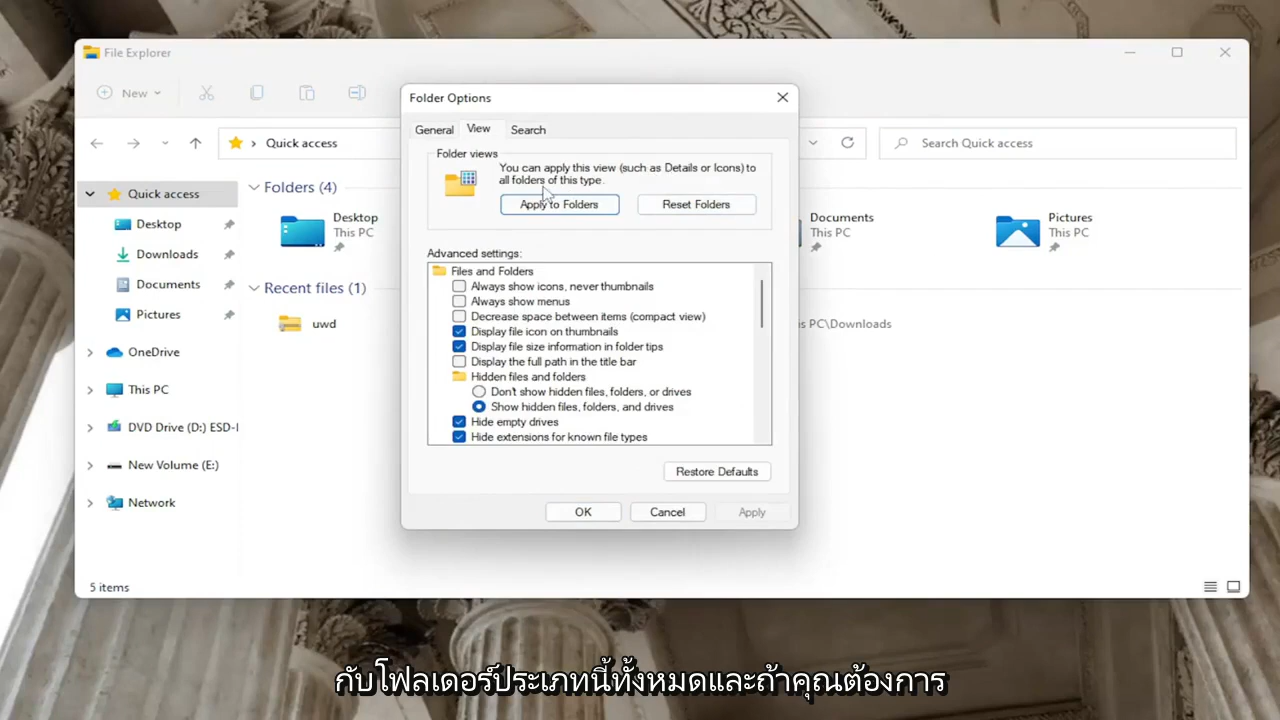 File Explorer
New
Quick access
Search Quick access
Folder Options
General
View
Search
Folder views
You can apply this view (such as Details or Icons) to
all folders of this type.
Apply to Folders
Reset Folders
Advanced settings:
Files and Folders
Always show icons, never thumbnails
Always show menus
Decrease space between items (compact view)
Display file icon on thumbnails
Display file size information in folder tips
Display the full path in the title bar
Hidden files and folders
Don't show hidden files, folders, or drives
Show hidden files, folders, and drives
Hide empty drives
Hide extensions for known file types
Restore Defaults
OK
Cancel
Apply
Quick access
Desktop
Downloads
Documents
Pictures
OneDrive
This PC
DVD Drive (D:) ESD-I
New Volume (E:)
Network
Folders (4)
Desktop
This PC
Documents
This PC
Pictures
This PC
Recent files (1)
uwd
s PC\Downloads
5 items
กับโฟลเดอร์ประเภทนี้ทั้งหมดและถ้าคุณต้องการ